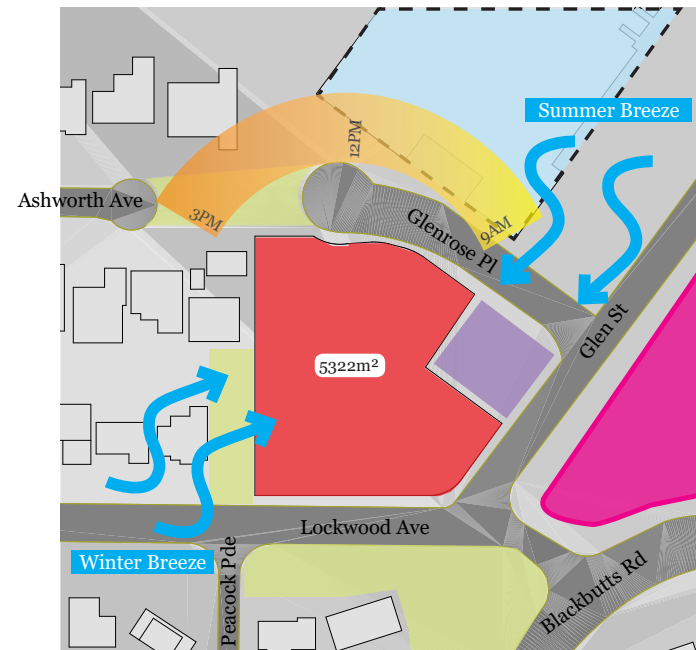 Summer Breeze
12PM
Ashworth Ave
3PM
9AM
Glenrose Pl
Glen St
5322m²
Lockwood Ave
Winter Breeze
Peacock Pde
Blackbutts Rd